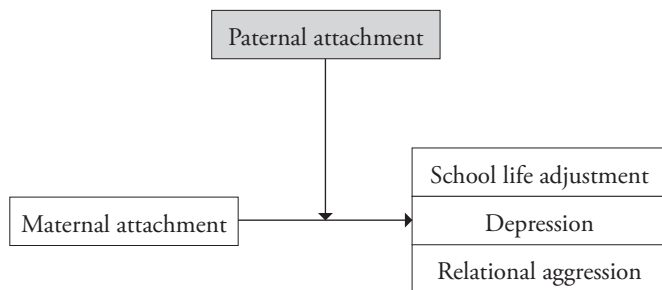 Paternal attachment
School life adjustment
Maternal attachment
Depression
Relational aggression